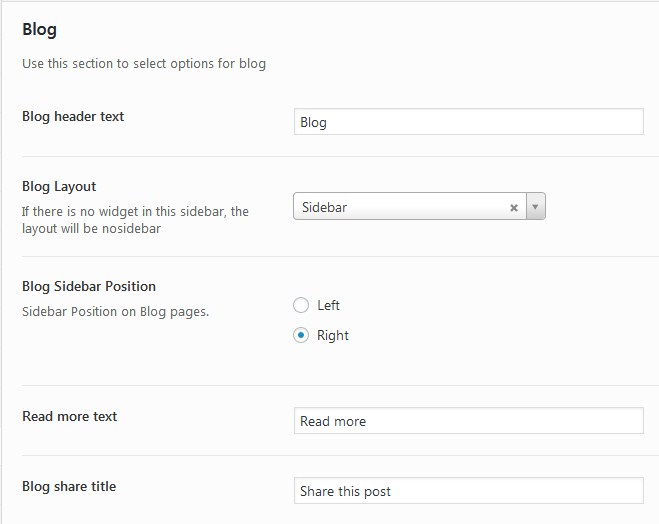 Blog
Use this section to select options for blog
Blog header text
Blog
Blog Layout
If there is no widget in this sidebar, the
layout will be nosidebar
Sidebar
Blog Sidebar Position
Sidebar Position on Blog pages.
Left
Right
Read more text
Read more
Blog share title
Share this post